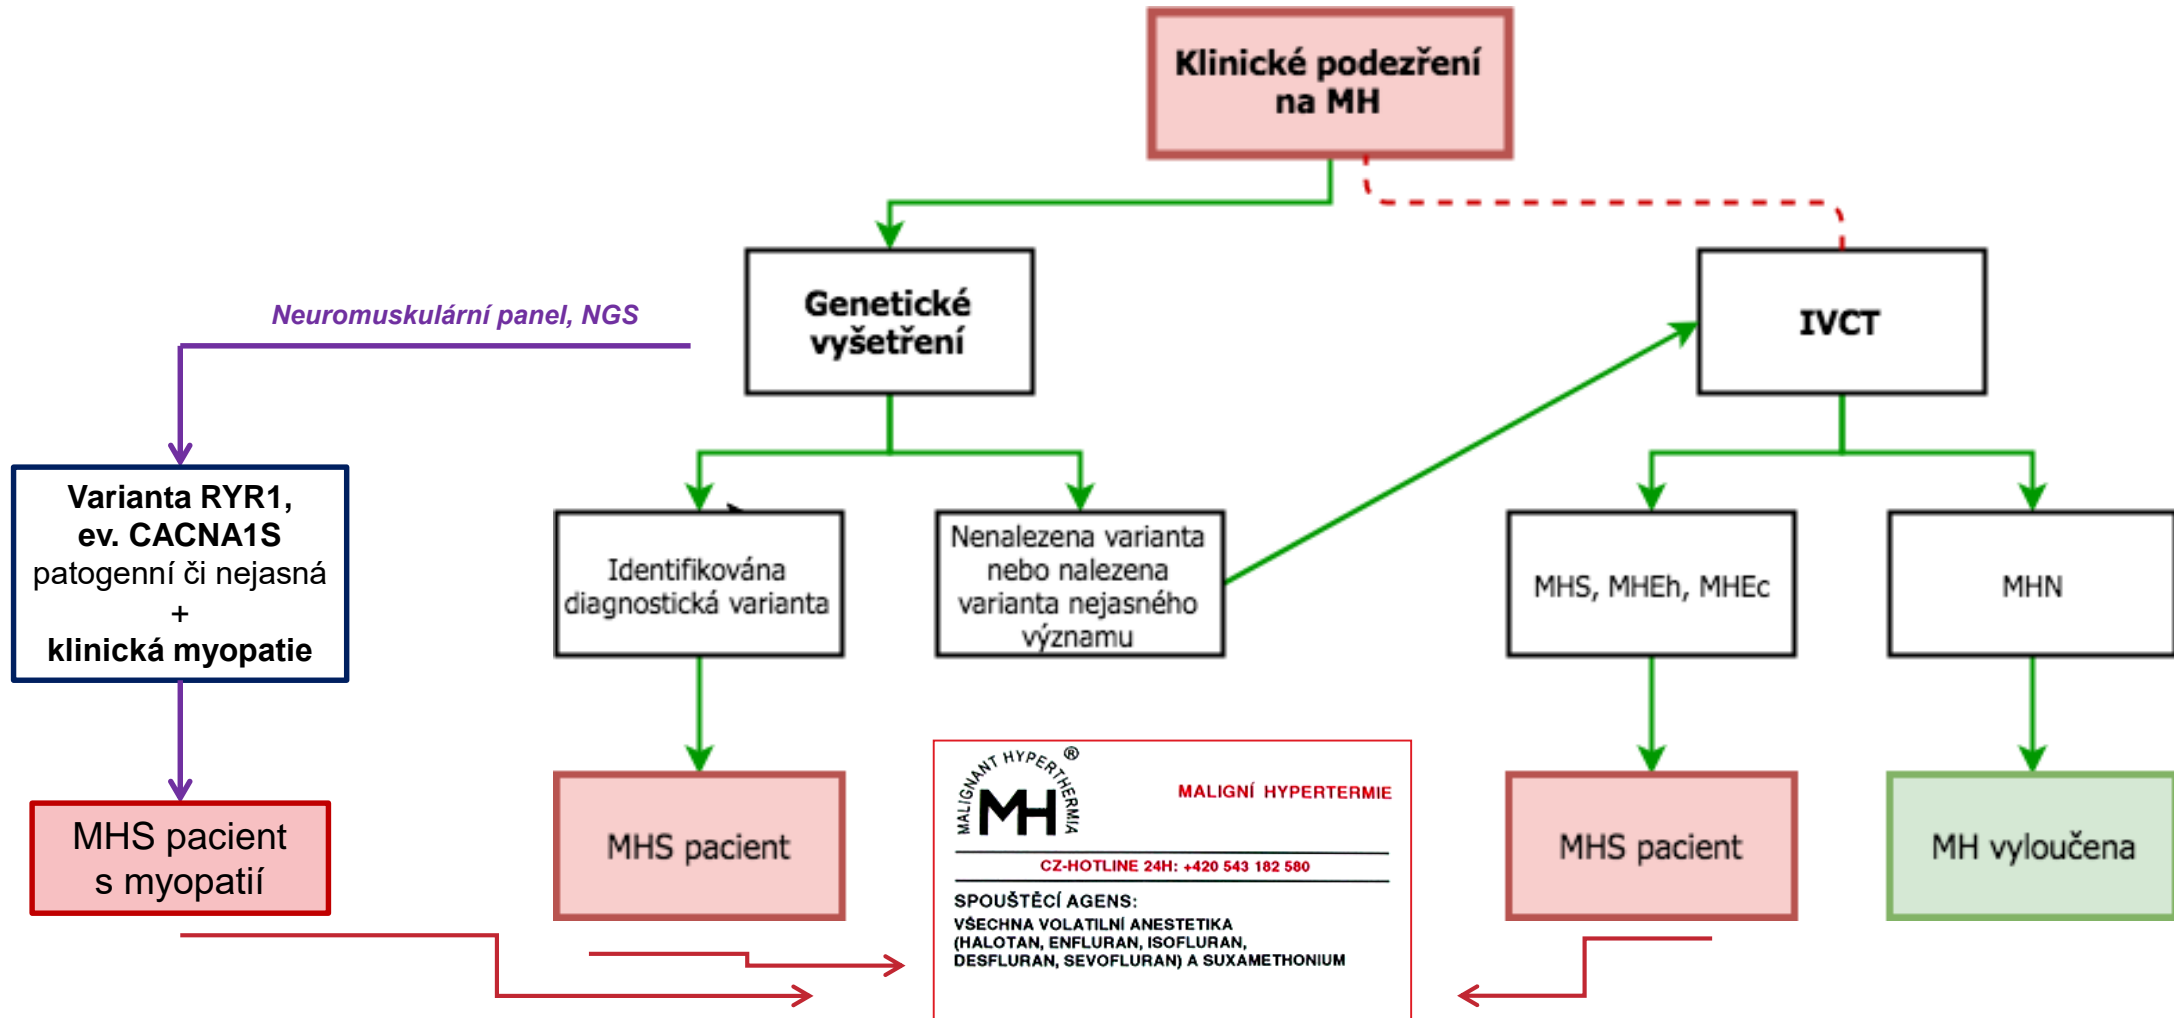 Klinické podezření
na MH
Genetické
vyšetření
IVCT
Neuromuskulární panel, NGS
Varianta RYR1,
ev. CACNA1S
patogenní či nejasná
+
klinická myopatie
Identifikována
diagnostická varianta
Nenalezena varianta
nebo nalezena
varianta nejasného
významu
MHS, MHEh, MHEc
MHN
MHS pacient
s myopatií
MHS pacient
MALIGNANT HYPERTHERMIA ®
MH
MALIGNÍ HYPERTERMIE
CZ-HOTLINE 24H: +420 543 182 580
SPOUŠTĚCÍ AGENS:
VŠECHNA VOLATILNÍ ANESTETIKA
(HALOTAN, ENFLURAN, ISOFLURAN,
DESFLURAN, SEVOFLURAN) A SUXAMETHONIUM
MHS pacient
MH vyloučena